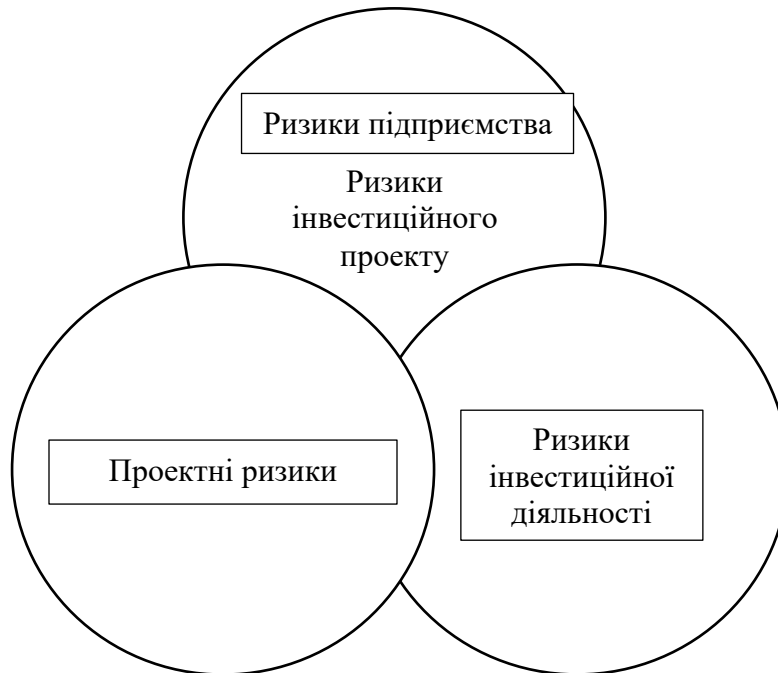 Ризики підприємства
Ризики
інвестиційного
проекту
Проектні ризики
Ризики
інвестиційної
діяльності